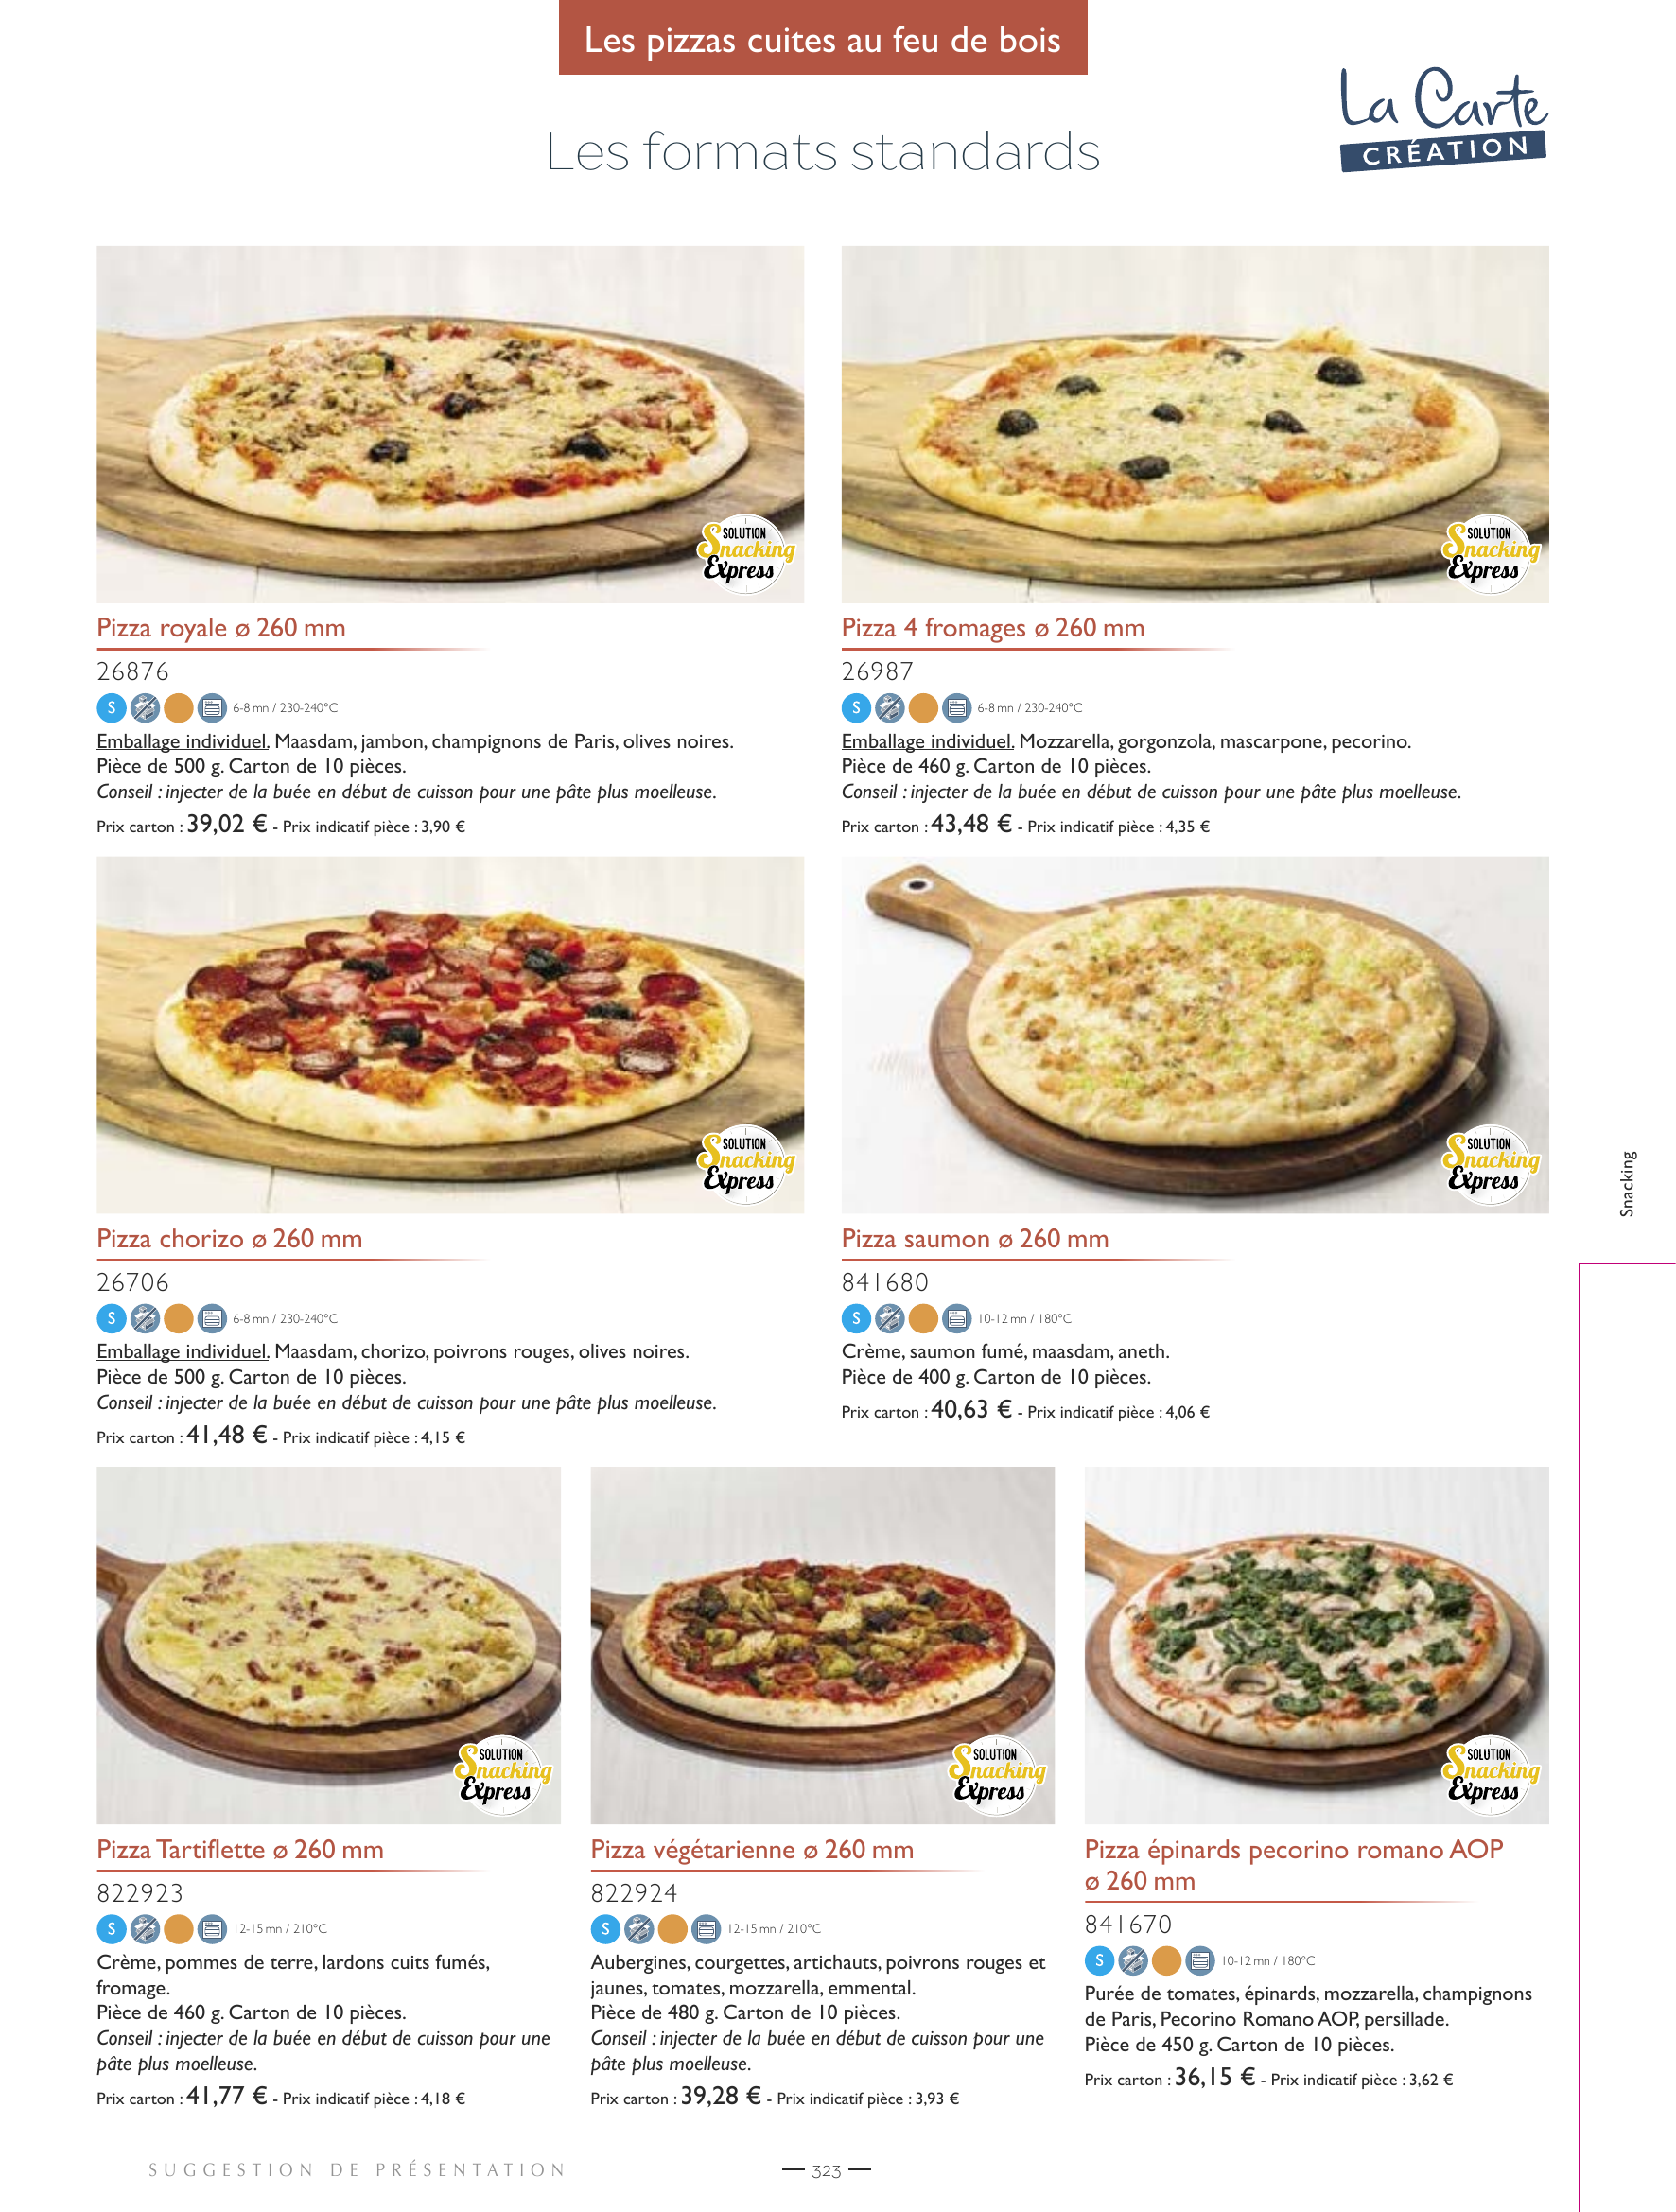 Les pizzas cuites au feu de bois
La Carte
CRÉATION
Les formats standards
SOLUTION
Snacking
Express
SOLUTION
Snacking
Express
Pizza royale ø 260 mm
26876
S 6-8 mn / 230-240°C
Emballage individuel. Maasdam, jambon, champignons de Paris, olives noires.
Pièce de 500 g. Carton de 10 pièces.
Conseil : injecter de la buée en début de cuisson pour une pâte plus moelleuse.
Prix carton : 39,02 € - Prix indicatif pièce : 3,90 €
Pizza 4 fromages ø 260 mm
26987
S 6-8 mn / 230-240°C
Emballage individuel. Mozzarella, gorgonzola, mascarpone, pecorino.
Pièce de 460 g. Carton de 10 pièces.
Conseil : injecter de la buée en début de cuisson pour une pâte plus moelleuse.
Prix carton : 43,48 € - Prix indicatif pièce : 4,35 €
SOLUTION
Snacking
Express
SOLUTION
Snacking
Express
Pizza chorizo ø 260 mm
26706
S 6-8 mn / 230-240°C
Emballage individuel. Maasdam, chorizo, poivrons rouges, olives noires.
Pièce de 500 g. Carton de 10 pièces.
Conseil : injecter de la buée en début de cuisson pour une pâte plus moelleuse.
Prix carton : 41,48 € - Prix indicatif pièce : 4,15 €
Pizza saumon ø 260 mm
841680
S 10-12 mn / 180°C
Crème, saumon fumé, maasdam, aneth.
Pièce de 400 g. Carton de 10 pièces.
Prix carton : 40,63 € - Prix indicatif pièce : 4,06 €
Snacking
SOLUTION
Snacking
Express
SOLUTION
Snacking
Express
SOLUTION
Snacking
Express
Pizza Tartiflette ø 260 mm
822923
S 12-15 mn / 210°C
Crème, pommes de terre, lardons cuits fumés,
fromage.
Pièce de 460 g. Carton de 10 pièces.
Conseil : injecter de la buée en début de cuisson pour une
pâte plus moelleuse.
Prix carton : 41,77 € - Prix indicatif pièce : 4,18 €
Pizza végétarienne ø 260 mm
822924
S 12-15 mn / 210°C
Aubergines, courgettes, artichauts, poivrons rouges et
jaunes, tomates, mozzarella, emmental.
Pièce de 480 g. Carton de 10 pièces.
Conseil : injecter de la buée en début de cuisson pour une
pâte plus moelleuse.
Prix carton : 39,28 € - Prix indicatif pièce : 3,93 €
Pizza épinards pecorino romano AOP
ø 260 mm
841670
S 10-12 mn / 180°C
Purée de tomates, épinards, mozzarella, champignons
de Paris, Pecorino Romano AOP, persillade.
Pièce de 450 g. Carton de 10 pièces.
Prix carton : 36,15 € - Prix indicatif pièce : 3,62 €
SUGGESTION DE PRÉSENTATION
— 323 —